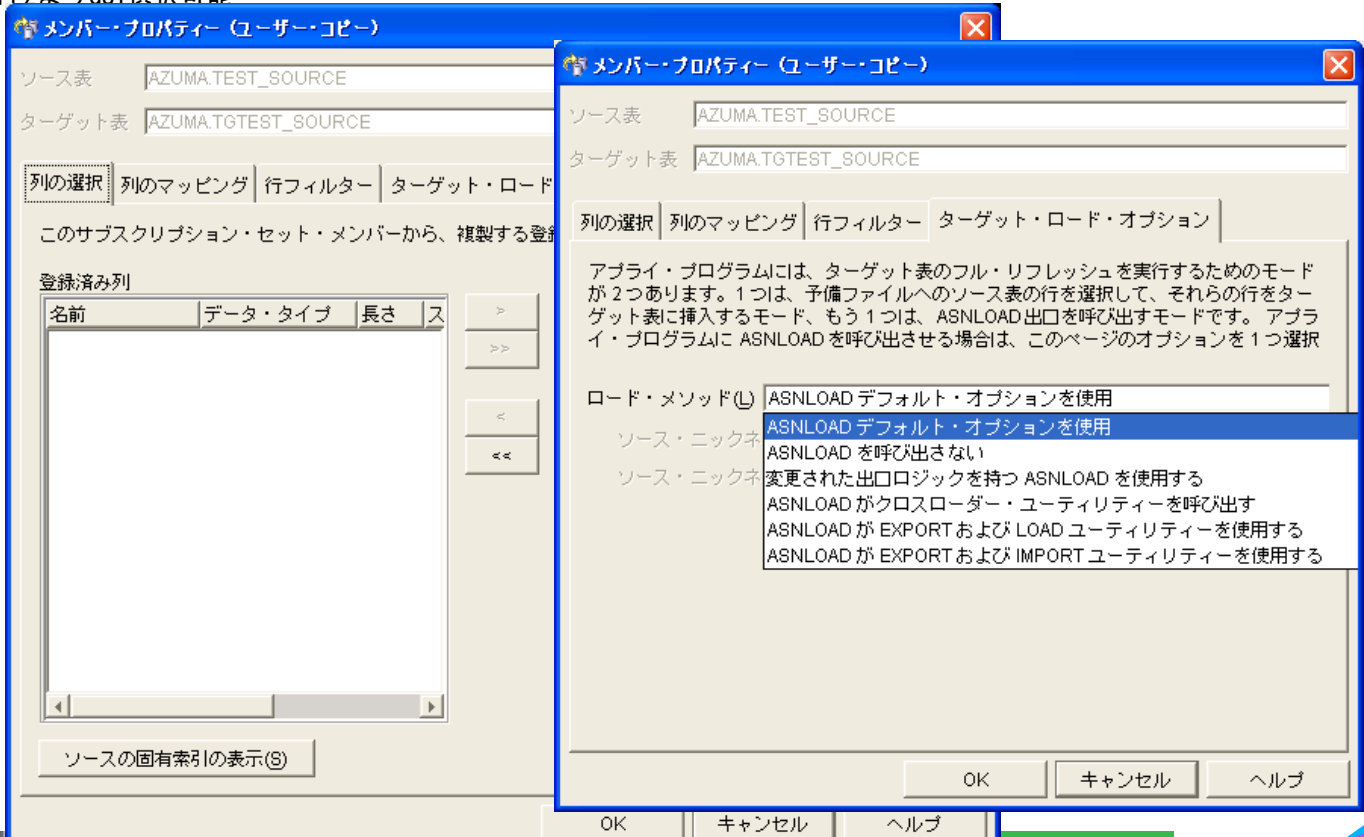 メンバー・プロパティー（ユーザー・コピー）
ソース表 AZUMA.TEST_SOURCE
ターゲット表 AZUMA.TGTEST_SOURCE
列の選択 列のマッピング 行フィルター ターゲット・ロード
このサブスクリプション・セット・メンバーから、複製する登録
登録済み列
名前 データ・タイプ 長さ ス
>
>>
<
<<
ソースの固有索引の表示(S)
OK キャンセル ヘルプ
メンバー・プロパティー（ユーザー・コピー）
ソース表 AZUMA.TEST_SOURCE
ターゲット表 AZUMA.TGTEST_SOURCE
列の選択 列のマッピング 行フィルター ターゲット・ロード・オプション
アプライ・プログラムには、ターゲット表のフル・リフレッシュを実行するためのモード
が２つあります。１つは、予備ファイルへのソース表の行を選択して、それらの行をター
ゲット表に挿入するモード、もう１つは、ASNLOAD出口を呼び出すモードです。 アプラ
イ・プログラムに ASNLOAD を呼び出させる場合は、このページのオプションを１つ選択
ロード・メソッド(L) ASNLOAD デフォルト・オプションを使用
ASNLOAD デフォルト・オプションを使用
ソース・ニックネ
ASNLOAD を呼び出さない
ソース・ニックネ
変更された出口ロジックを持つ ASNLOAD を使用する
ASNLOAD がクロスローダー・ユーティリティーを呼び出す
ASNLOAD が EXPORT および LOAD ユーティリティーを使用する
ASNLOAD が EXPORT および IMPORT ユーティリティーを使用する
OK キャンセル ヘルプ